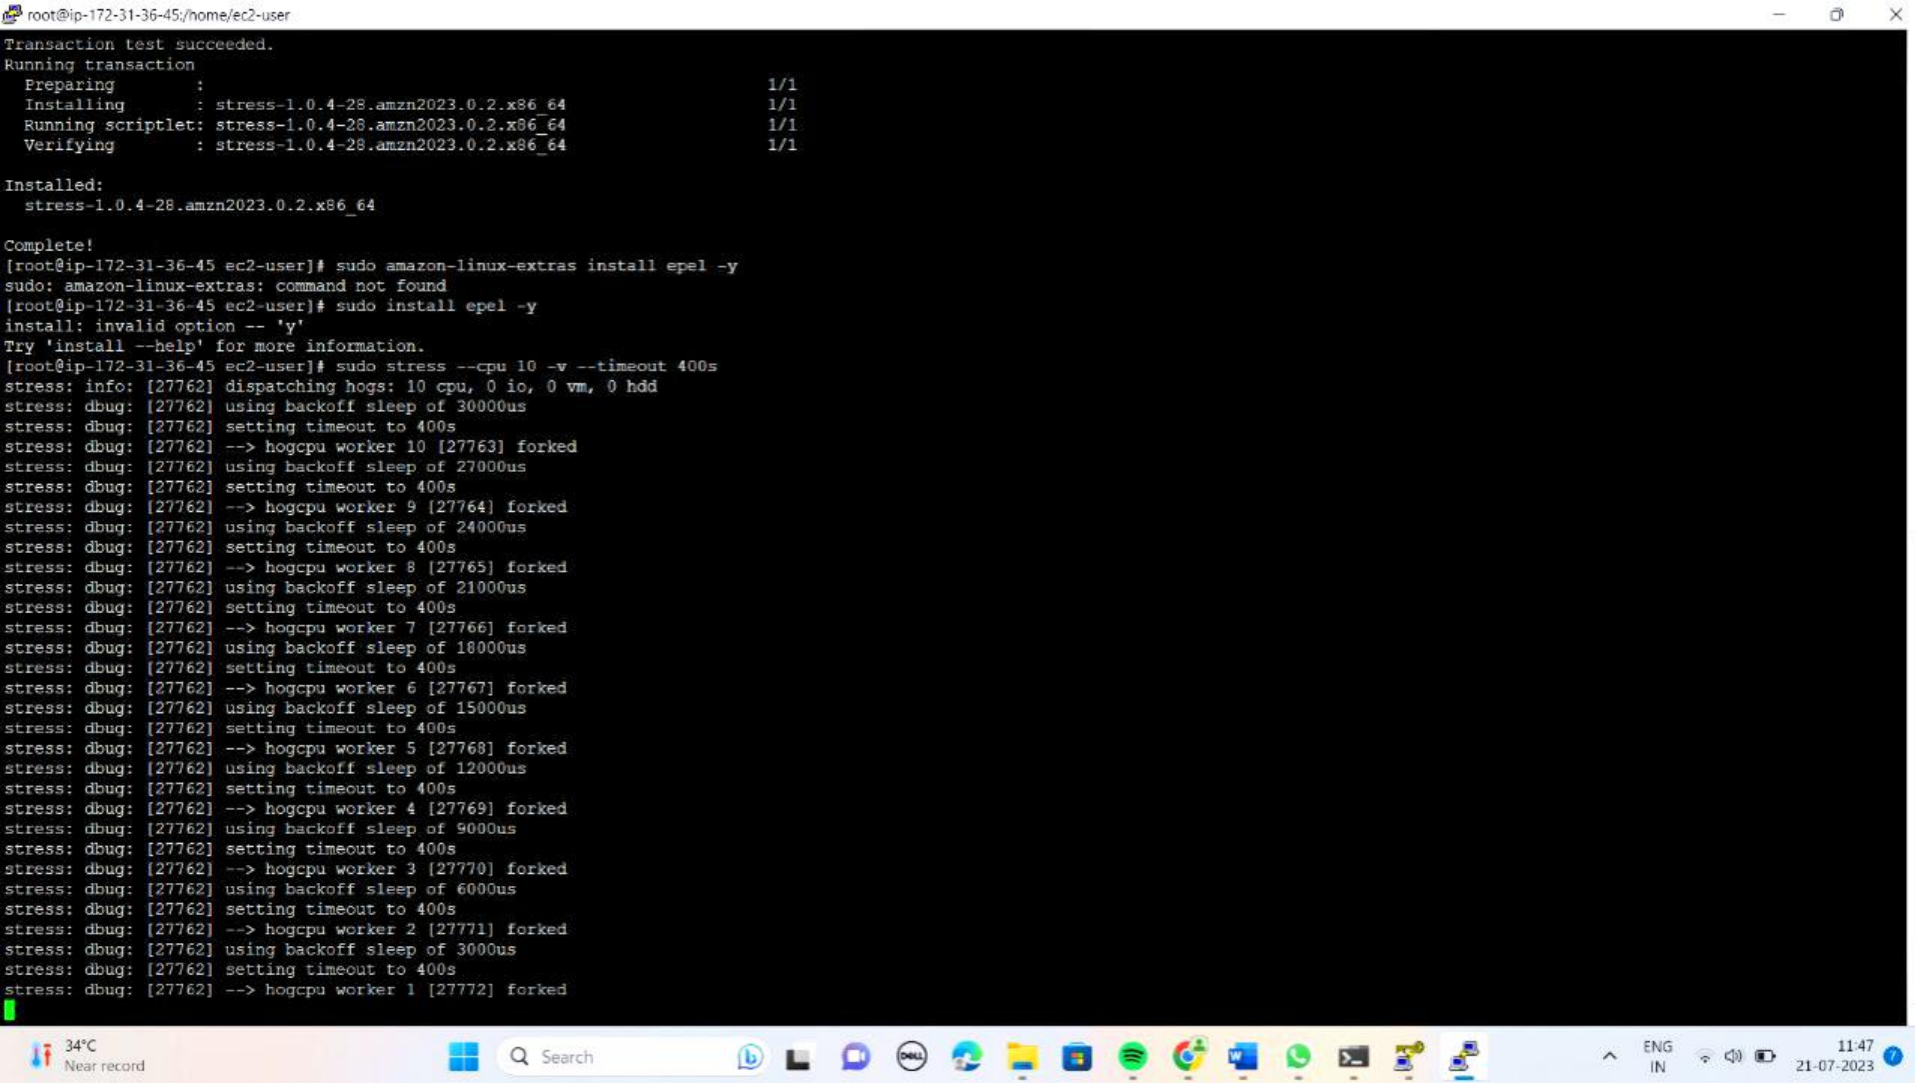 root@ip-172-31-36-45:/home/ec2-user
Transaction test succeeded.
Running transaction
  Preparing        :                                                        1/1
  Installing       : stress-1.0.4-28.amzn2023.0.2.x86_64                    1/1
  Running scriptlet: stress-1.0.4-28.amzn2023.0.2.x86_64                    1/1
  Verifying        : stress-1.0.4-28.amzn2023.0.2.x86_64                    1/1
Installed:
  stress-1.0.4-28.amzn2023.0.2.x86_64
Complete!
[root@ip-172-31-36-45 ec2-user]# sudo amazon-linux-extras install epel -y
sudo: amazon-linux-extras: command not found
[root@ip-172-31-36-45 ec2-user]# sudo install epel -y
install: invalid option -- 'y'
Try 'install --help' for more information.
[root@ip-172-31-36-45 ec2-user]# sudo stress --cpu 10 -v --timeout 400s
stress: info: [27762] dispatching hogs: 10 cpu, 0 io, 0 vm, 0 hdd
stress: dbug: [27762] using backoff sleep of 30000us
stress: dbug: [27762] setting timeout to 400s
stress: dbug: [27762] --> hogcpu worker 10 [27763] forked
stress: dbug: [27762] using backoff sleep of 27000us
stress: dbug: [27762] setting timeout to 400s
stress: dbug: [27762] --> hogcpu worker 9 [27764] forked
stress: dbug: [27762] using backoff sleep of 24000us
stress: dbug: [27762] setting timeout to 400s
stress: dbug: [27762] --> hogcpu worker 8 [27765] forked
stress: dbug: [27762] using backoff sleep of 21000us
stress: dbug: [27762] setting timeout to 400s
stress: dbug: [27762] --> hogcpu worker 7 [27766] forked
stress: dbug: [27762] using backoff sleep of 18000us
stress: dbug: [27762] setting timeout to 400s
stress: dbug: [27762] --> hogcpu worker 6 [27767] forked
stress: dbug: [27762] using backoff sleep of 15000us
stress: dbug: [27762] setting timeout to 400s
stress: dbug: [27762] --> hogcpu worker 5 [27768] forked
stress: dbug: [27762] using backoff sleep of 12000us
stress: dbug: [27762] setting timeout to 400s
stress: dbug: [27762] --> hogcpu worker 4 [27769] forked
stress: dbug: [27762] using backoff sleep of 9000us
stress: dbug: [27762] setting timeout to 400s
stress: dbug: [27762] --> hogcpu worker 3 [27770] forked
stress: dbug: [27762] using backoff sleep of 6000us
stress: dbug: [27762] setting timeout to 400s
stress: dbug: [27762] --> hogcpu worker 2 [27771] forked
stress: dbug: [27762] using backoff sleep of 3000us
stress: dbug: [27762] setting timeout to 400s
stress: dbug: [27762] --> hogcpu worker 1 [27772] forked
34°C
Near record
Search
DELL
ENG
IN
11:47
21-07-2023
7